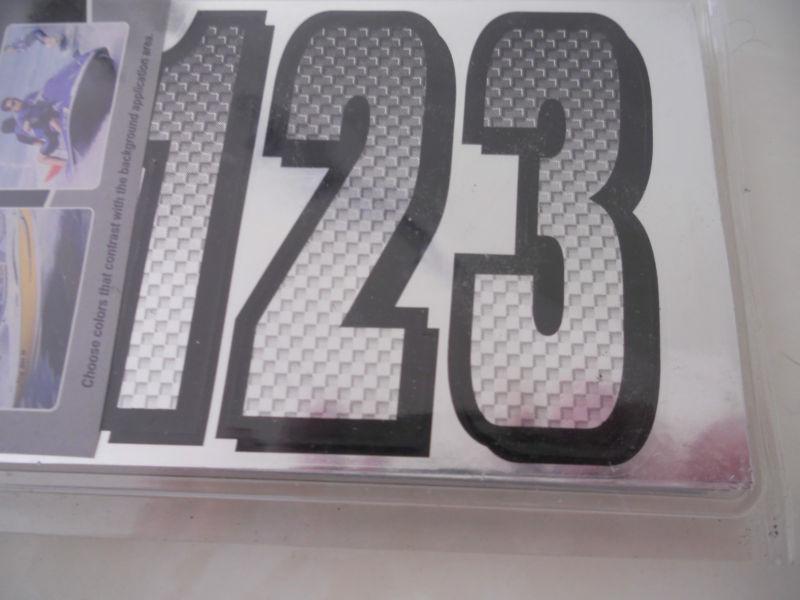 123
Choose colors that contrast with the background application area.